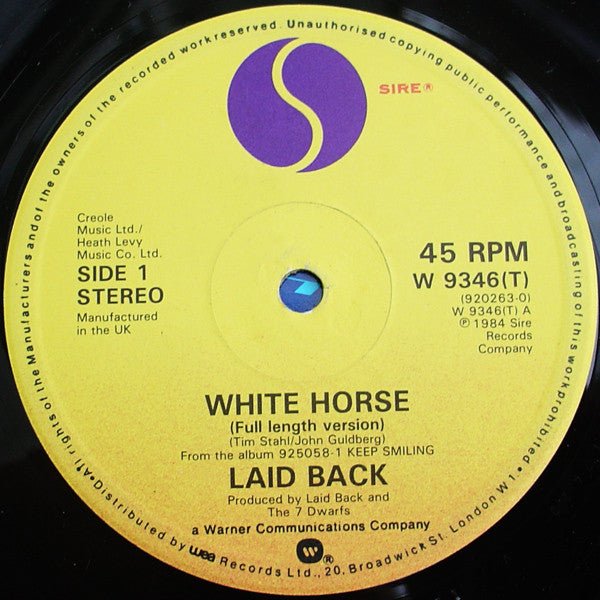 All rights of the Manufacturers and of the owners of the recorded work reserved. Unauthorised copying public performance and broadcasting of this work prohibited.
SIRE®
Creole
Music Ltd./
Heath Levy
Music Co. Ltd.
SIDE 1
STEREO
Manufactured
in the UK
45 RPM
W 9346(T)
(920263-0)
W 9346(T) A
℗ 1984 Sire
Records
Company
WHITE HORSE
(Full length version)
(Tim Stahl/John Guldberg)
From the album 925058-1 KEEP SMILING
LAID BACK
Produced by Laid Back and
The 7 Dwarfs
a Warner Communications Company
W®
•Distributed by wea Records Ltd., 20, Broadwick St. London W1.•